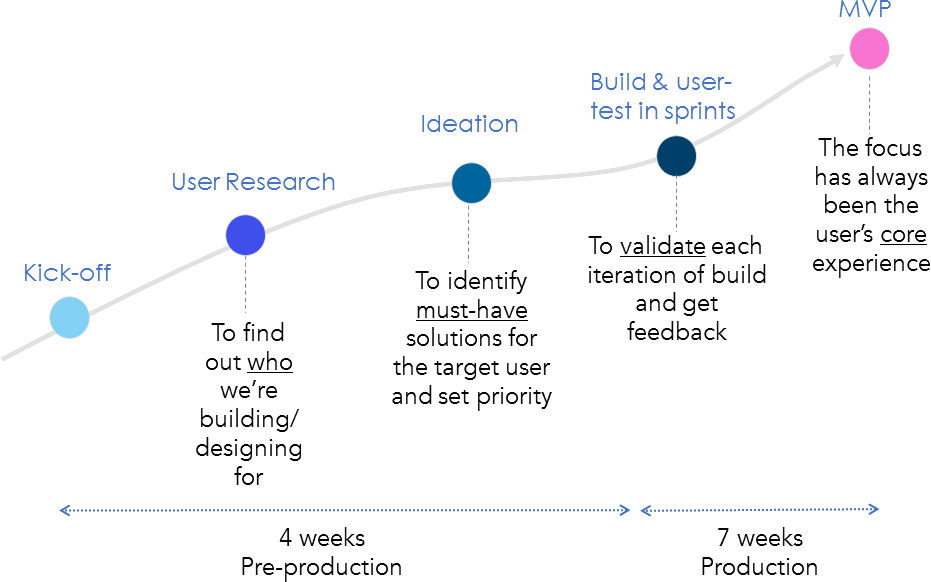 MVP
Build & user-
test in sprints
Ideation
User Research
Kick-off
The focus
has always
been the
user’s core
experience
To validate each
iteration of build
and get
feedback
To identify
must-have
solutions for
the target user
and set priority
To find
out who
we’re
building/
designing
for
4 weeks
Pre-production
7 weeks
Production